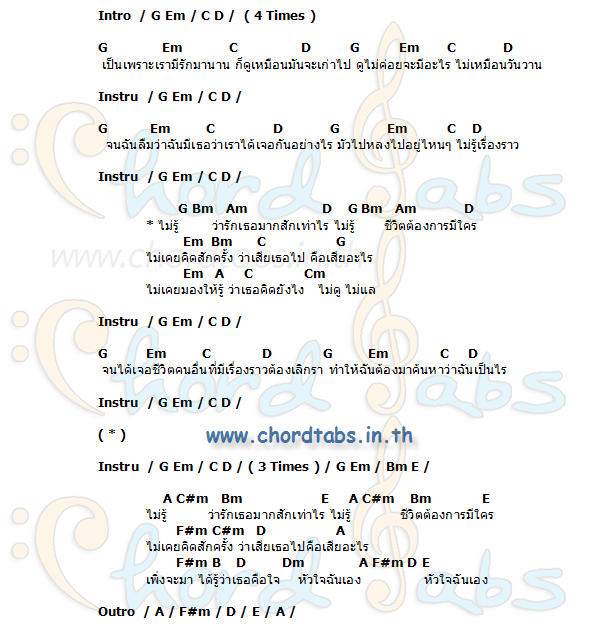 Intro / G Em / C D / ( 4 Times )
G Em C D G Em C D
เป็นเพราะเรามีรักมานาน ก็ดูเหมือนมันจะเก่าไป ดูไม่ค่อยจะมีอะไร ไม่เหมือนวันวาน
Instru / G Em / C D /
G Em C D G Em C D
จนฉันลืมว่าฉันมีเธอว่าเราได้เจอกันอย่างไร มัวไปหลงไปอยู่ไหนๆ ไม่รู้เรื่องราว
Instru / G Em / C D /
G Bm Am D G Bm Am D
* ไม่รู้ ว่ารักเธอมากสักเท่าไร ไม่รู้ ชีวิตต้องการมีใคร
Em Bm C G
ไม่เคยคิดสักครั้ง ว่าเสียเธอไป คือเสียอะไร
Em A C Cm
ไม่เคยมองให้รู้ ว่าเธอคิดยังไง ไม่ดู ไม่แล
Instru / G Em / C D /
G Em C D G Em C D
จนได้เจอชีวิตคนอื่นที่มีเรื่องราวต้องเลิกรา ทำให้ฉันต้องมาค้นหาว่าฉันเป็นไร
Instru / G Em / C D /
( * )
www.chordtabs.in.th
Instru / G Em / C D / ( 3 Times ) / G Em / Bm E /
A C#m Bm E A C#m Bm E
ไม่รู้ ว่ารักเธอมากสักเท่าไร ไม่รู้ ชีวิตต้องการมีใคร
F#m C#m D A
ไม่เคยคิดสักครั้ง ว่าเสียเธอไปคือเสียอะไร
F#m B D Dm A F#m D E
เพิ่งจะมา ได้รู้ว่าเธอคือใจ หัวใจฉันเอง หัวใจฉันเอง
Outro / A / F#m / D / E / A /